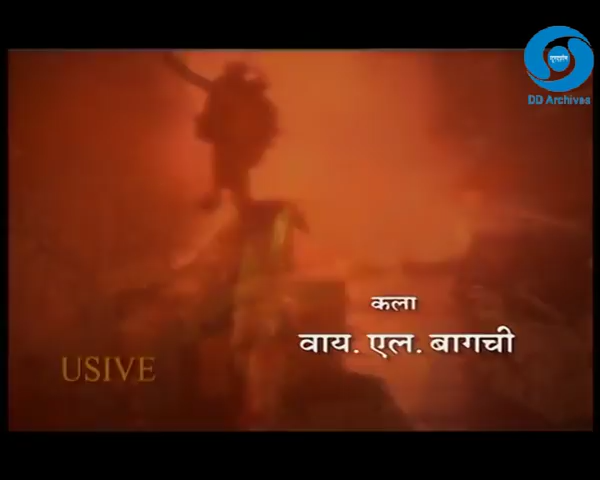 दूरदर्शन
DD Archives
कला
वाय. एल. बागची
USIVE